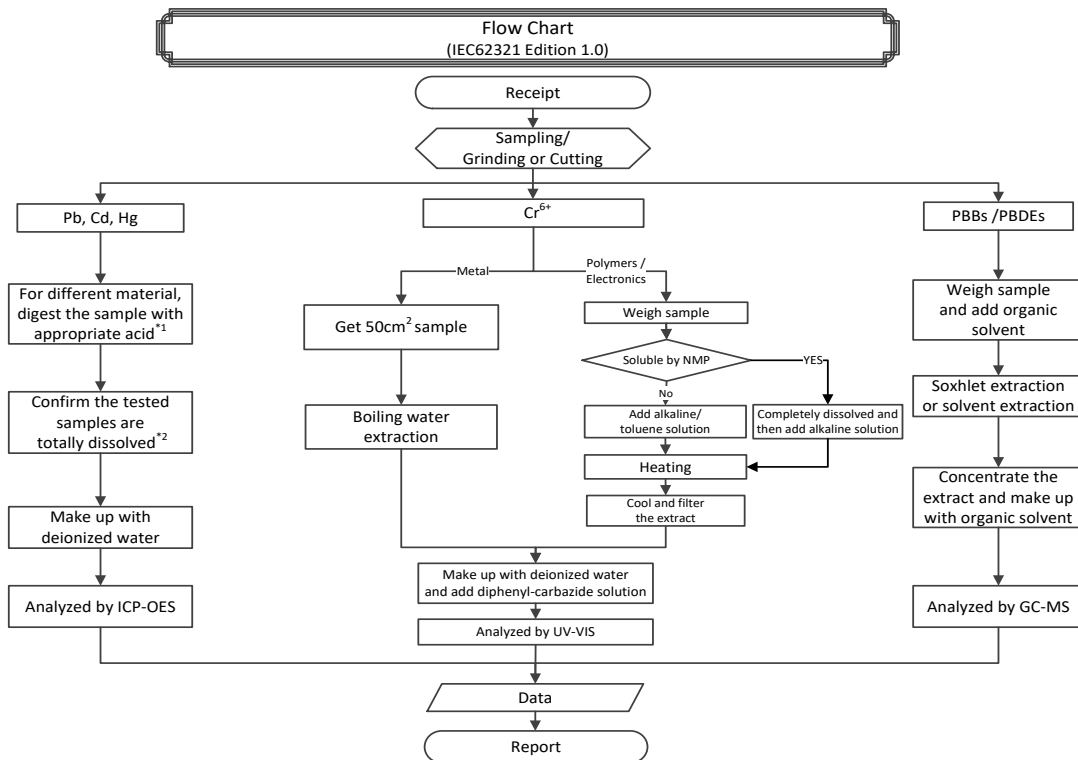 Flow Chart
(IEC62321 Edition 1.0)
Receipt
Sampling/
Grinding or Cutting
Pb, Cd, Hg
For different material,
digest the sample with
appropriate acid*1
Confirm the tested
samples are
totally dissolved*2
Make up with
deionized water
Analyzed by ICP-OES
Cr6+
Metal
Get 50cm2 sample
Boiling water
extraction
Polymers /
Electronics
Weigh sample
Soluble by NMP
YES
No
Add alkaline/
toluene solution
Completely dissolved and
then add alkaline solution
Heating
Cool and filter
the extract
Make up with deionized water
and add diphenyl-carbazide solution
Analyzed by UV-VIS
PBBs /PBDEs
Weigh sample
and add organic
solvent
Soxhlet extraction
or solvent extraction
Concentrate the
extract and make up
with organic solvent
Analyzed by GC-MS
Data
Report